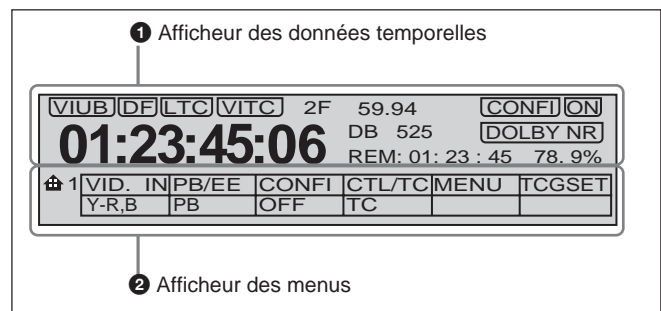 1 Afficheur des données temporelles
VIUB DF LTC VITC 2F 59.94 CONFI ON
01:23:45:06 DB 525 DOLBY NR
REM: 01: 23 : 45 78. 9%
1 VID. IN PB/EE CONFI CTL/TC MENU TCGSET
Y-R,B PB OFF TC
2 Afficheur des menus